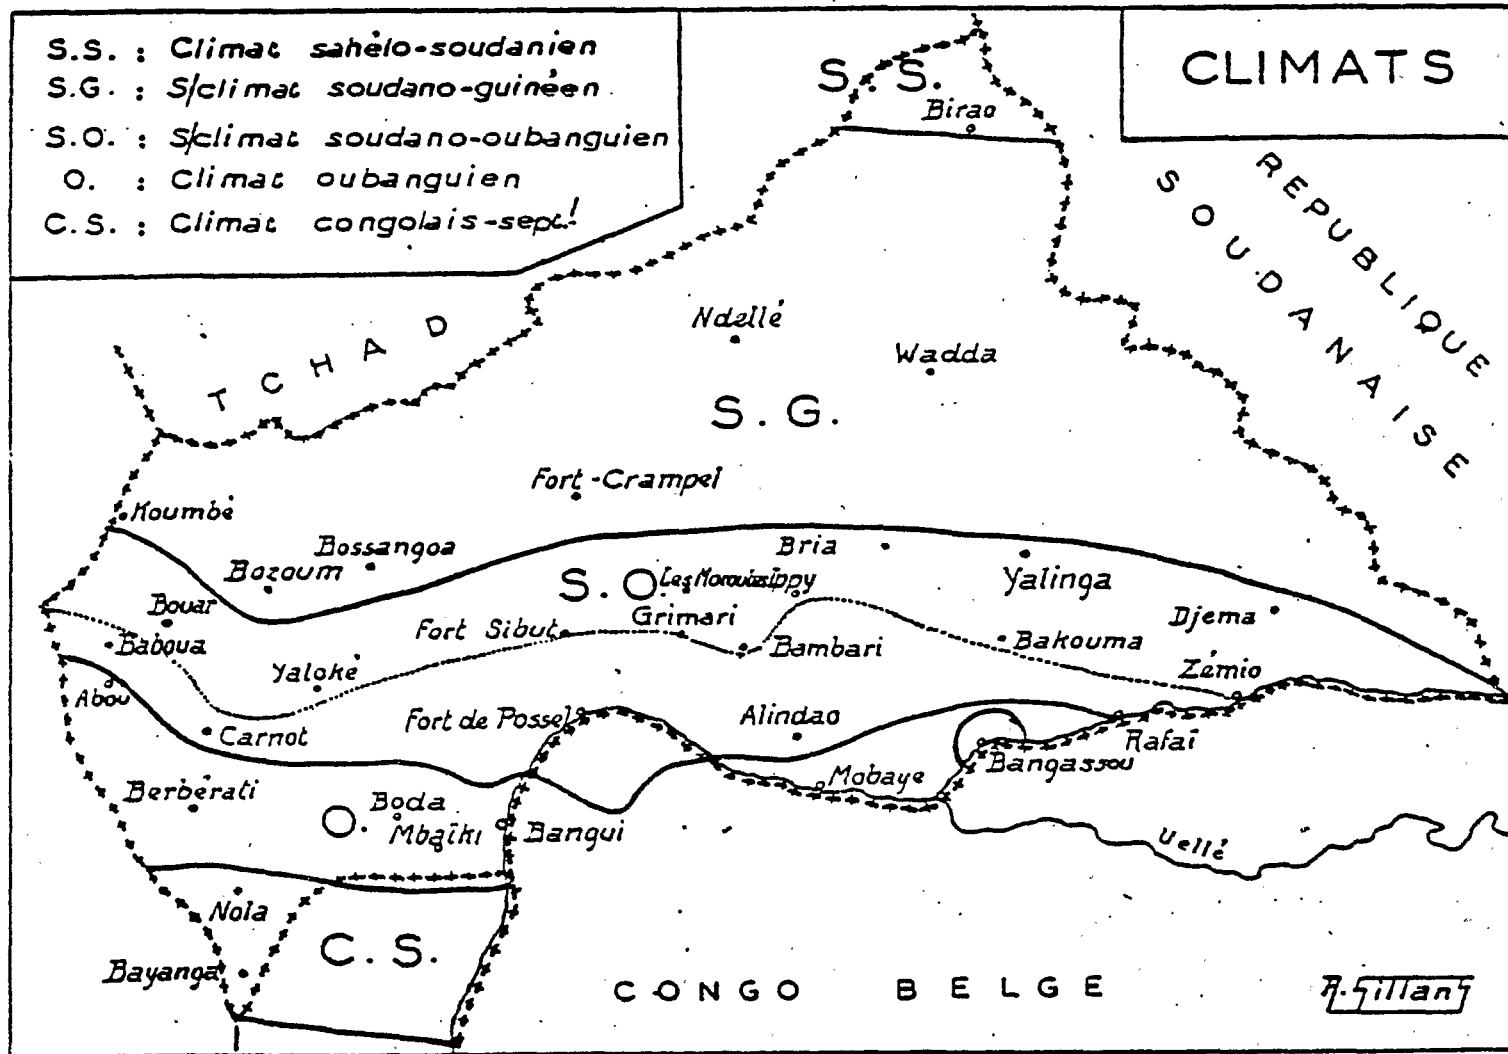 S.S. : Climat sahélo-soudanien
S.G. : S/climat soudano-guinéen
S.O. : S/climat soudano-oubanguien
O. : Climat oubanguien
C.S. : Climat congolais-sept!
CLIMATS
S. S.
Birao
REPUBLIQUE
SOUDANAISE
TCHAD
Ndellé
Wadda
S. G.
Fort-Crampel
Koumbé
Bossangoa
Bria
Bozoum
S. O.
Ippy
Yalinga
Bouar
Grimari
Djema
Fort Sibut
Baboua
Bambari
Bakouma
Yaloké
Zémio
Abou
Fort de Possel
Alindao
Carnot
Rafaï
Bangassou
Mobaye
Berbérati
Boda
O.
Mbaïki
Bangui
Uellé
Nola
C. S.
Bayanga
CONGO BELGE
R. Sillans